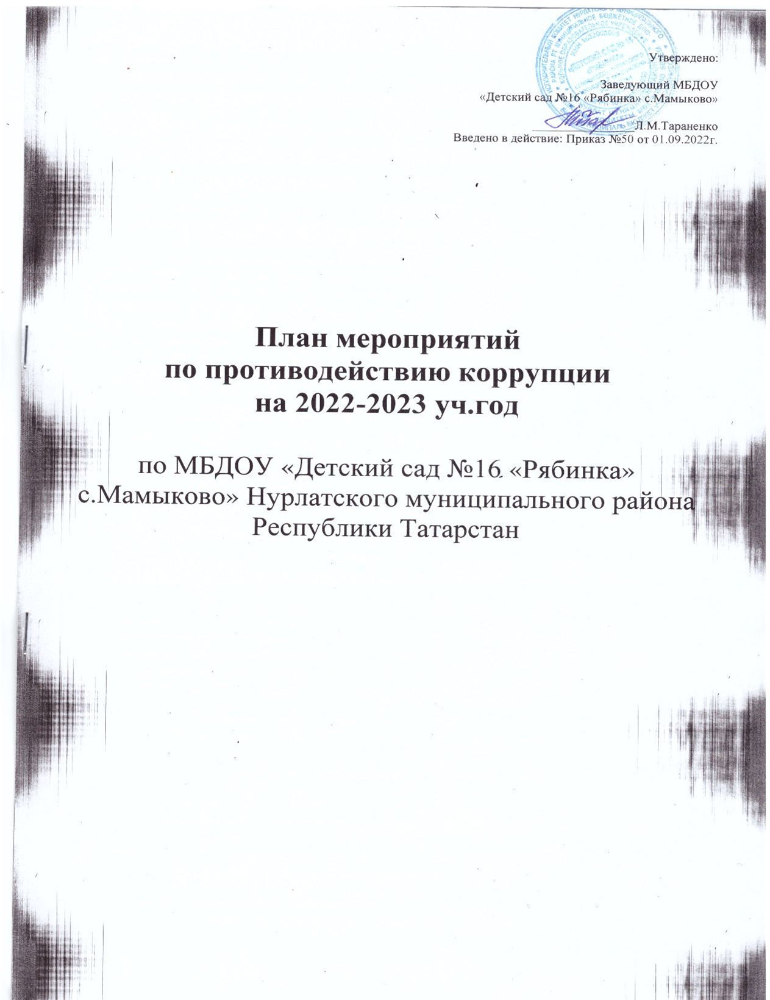 Утверждено:
Заведующий МБДОУ
«Детский сад №16 «Рябинка» с.Мамыково»
Л.М.Тараненко
Введено в действие: Приказ №50 от 01.09.2022г.
План мероприятий
по противодействию коррупции
на 2022-2023 уч.год
по МБДОУ «Детский сад №16 «Рябинка»
с.Мамыково» Нурлатского муниципального района
Республики Татарстан